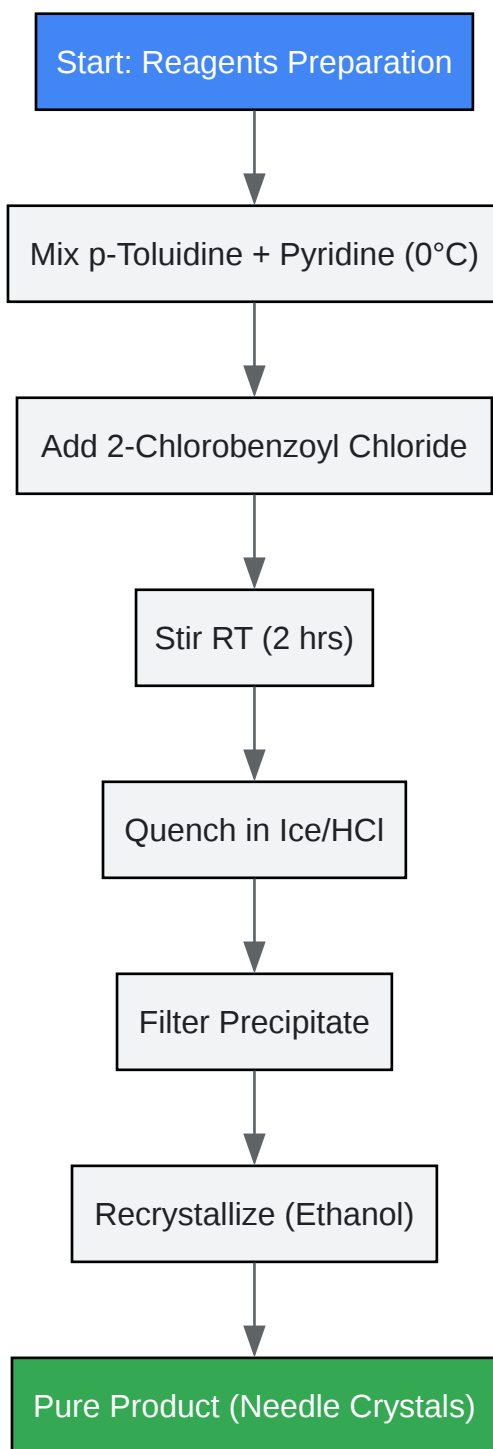 Start: Reagents Preparation
Mix p-Toluidine + Pyridine (0°C)
Add 2-Chlorobenzoyl Chloride
Stir RT (2 hrs)
Quench in Ice/HCl
Filter Precipitate
Recrystallize (Ethanol)
Pure Product (Needle Crystals)